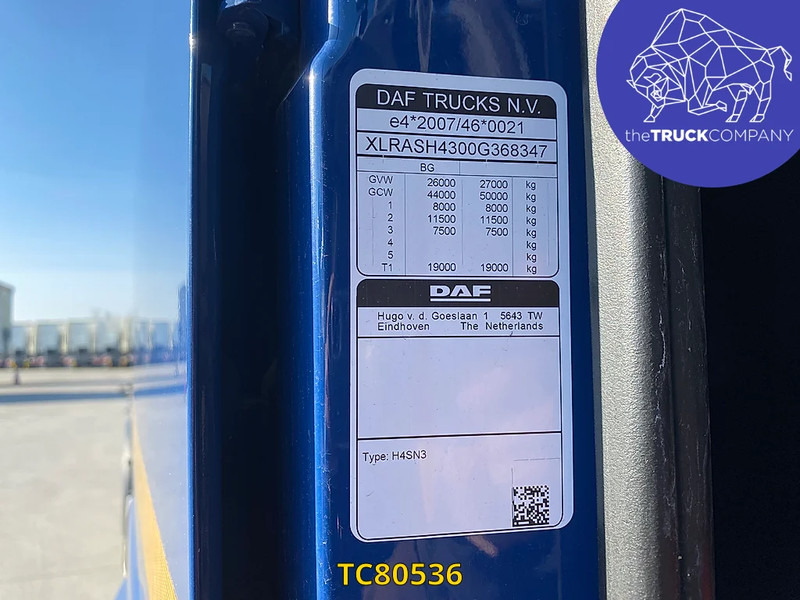 theTRUCKCOMPANY
DAF TRUCKS N.V.
e4*2007/46*0021
XLRASH4300G368347
BG
GVW 26000 27000 kg
GCW 44000 50000 kg
1 8000 8000 kg
2 11500 11500 kg
3 7500 7500 kg
4 kg
5 kg
T1 19000 19000 kg
DAF
Hugo v. d. Goeslaan 1 5643 TW
Eindhoven The Netherlands
Type: H4SN3
TC80536